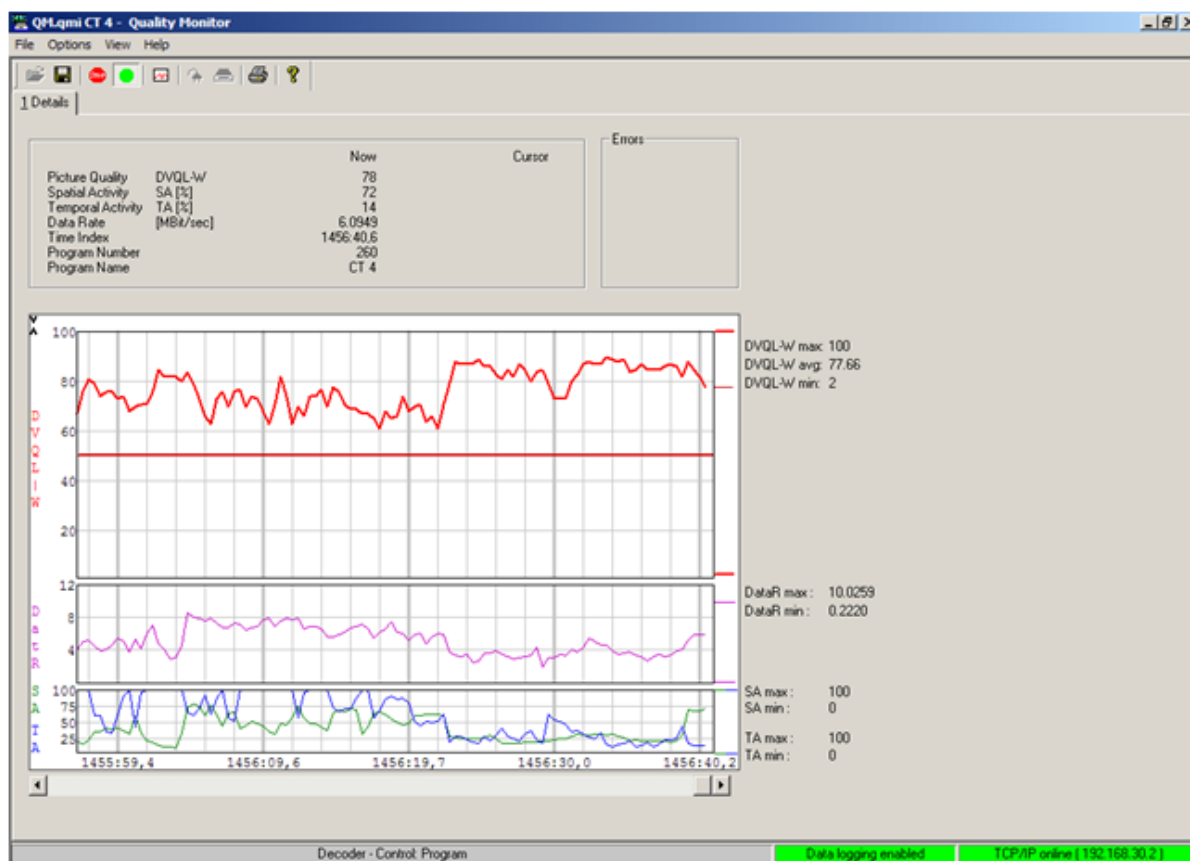 QM.qmi CT 4 - Quality Monitor
File Options View Help
1 Details
Now Cursor
Picture Quality DVQL-W 78
Spatial Activity SA [%] 72
Temporal Activity TA [%] 14
Data Rate [MBit/sec] 6.0949
Time Index 1456:40,6
Program Number 260
Program Name CT 4
Errors
100
80
60
40
20
DVQL-W
DVQL-W max: 100
DVQL-W avg: 77.66
DVQL-W min: 2
12
8
4
DatR
DataR max : 10.0259
DataR min : 0.2220
100
75
50
25
SA TA
SA max : 100
SA min : 0
TA max : 100
TA min : 0
1455:59,4 1456:09,6 1456:19,7 1456:30,0 1456:40,2
Decoder - Control: Program Data logging enabled TCP/IP online ( 192.168.30.2 )